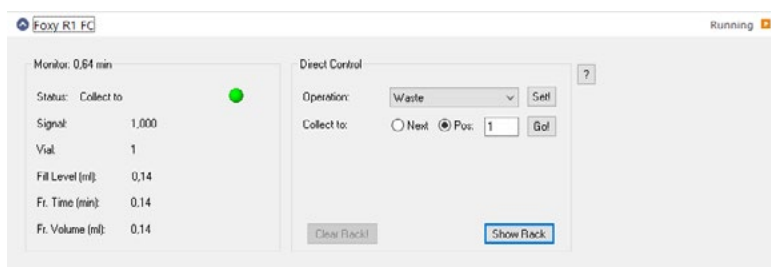 Foxy R1 FC
Running
Monitor: 0,64 min
Status: Collect to
Signal: 1,000
Vial: 1
Fill Level (ml): 0,14
Fr. Time (min): 0.14
Fr. Volume (ml): 0,14
Direct Control
Operation: Waste Set!
Collect to: Next Pos: 1 Go!
Clear Rack! Show Rack
?